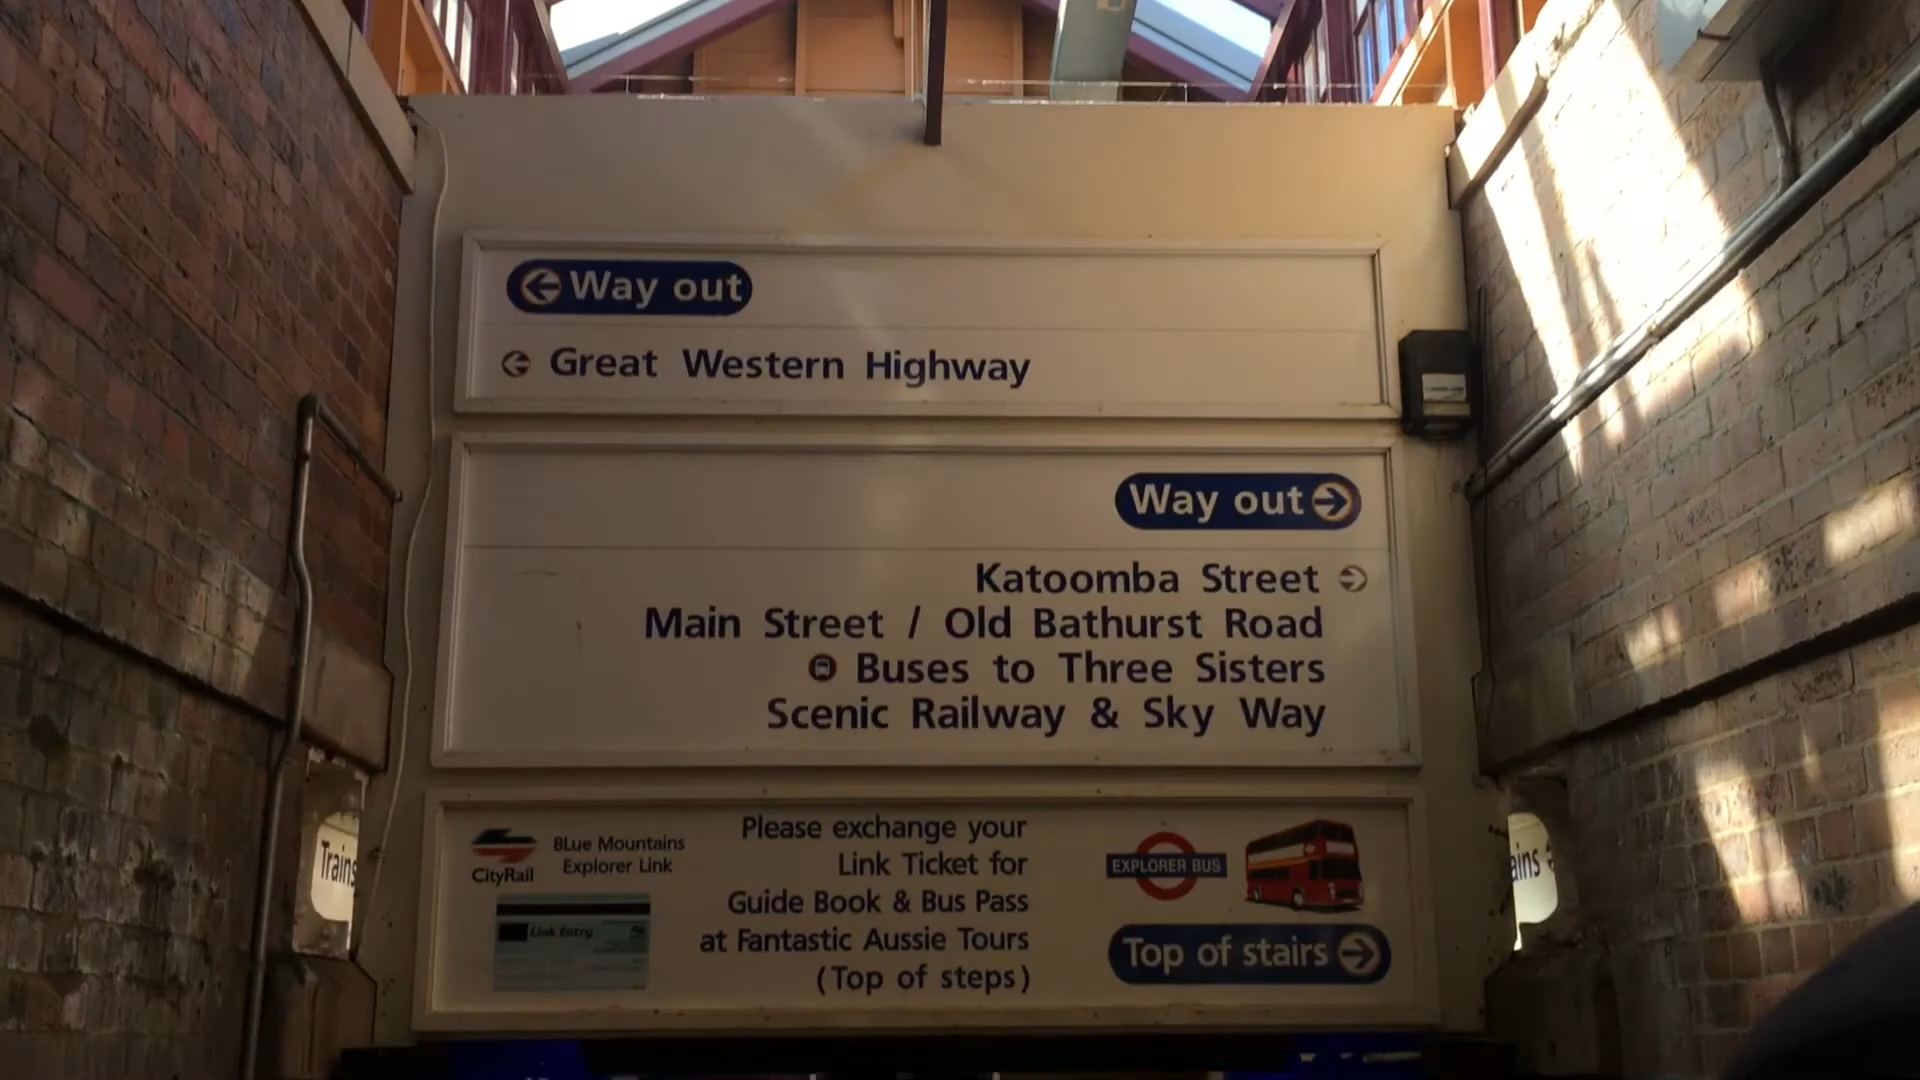 Way out
Great Western Highway
Way out
Katoomba Street
Main Street / Old Bathurst Road
Buses to Three Sisters
Scenic Railway & Sky Way
CityRail
BLue Mountains
Explorer Link
Link Entry
Please exchange your
Link Ticket for
Guide Book & Bus Pass
at Fantastic Aussie Tours
(Top of steps)
EXPLORER BUS
Top of stairs
Trains
ains